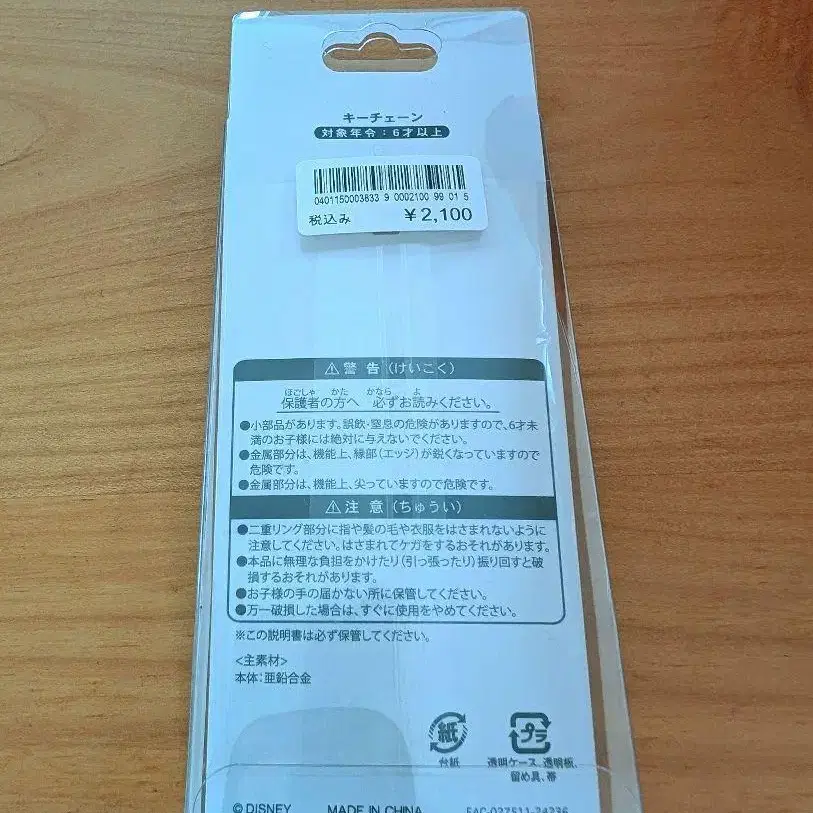 キーチェーン
対象年令：6才以上
0401150003833 9 0002100 99 01 5
税込み ￥2,100
⚠警 告（けいこく）
ほごしゃ かた かなら よ
保護者の方へ 必ずお読みください。
●小部品があります。誤飲・窒息の危険がありますので、6才未
満のお子様には絶対に与えないでください。
●金属部分は、機能上、縁部（エッジ）が鋭くなっていますので
危険です。
●金属部分は、機能上、尖っていますので危険です。
⚠注 意（ちゅうい）
●二重リング部分に指や髪の毛や衣服をはさまれないように
注意してください。はさまれてケガをするおそれがあります。
●本品に無理な負担をかけたり（引っ張ったり）振り回すと破
損するおそれがあります。
●お子様の手の届かない所に保管してください。
●万一破損した場合は、すぐに使用をやめてください。
※この説明書は必ず保管してください。
<主素材>
本体：亜鉛合金
紙 プラ
台紙 透明ケース、透明板、
留め具、帯
© DISNEY MADE IN CHINA